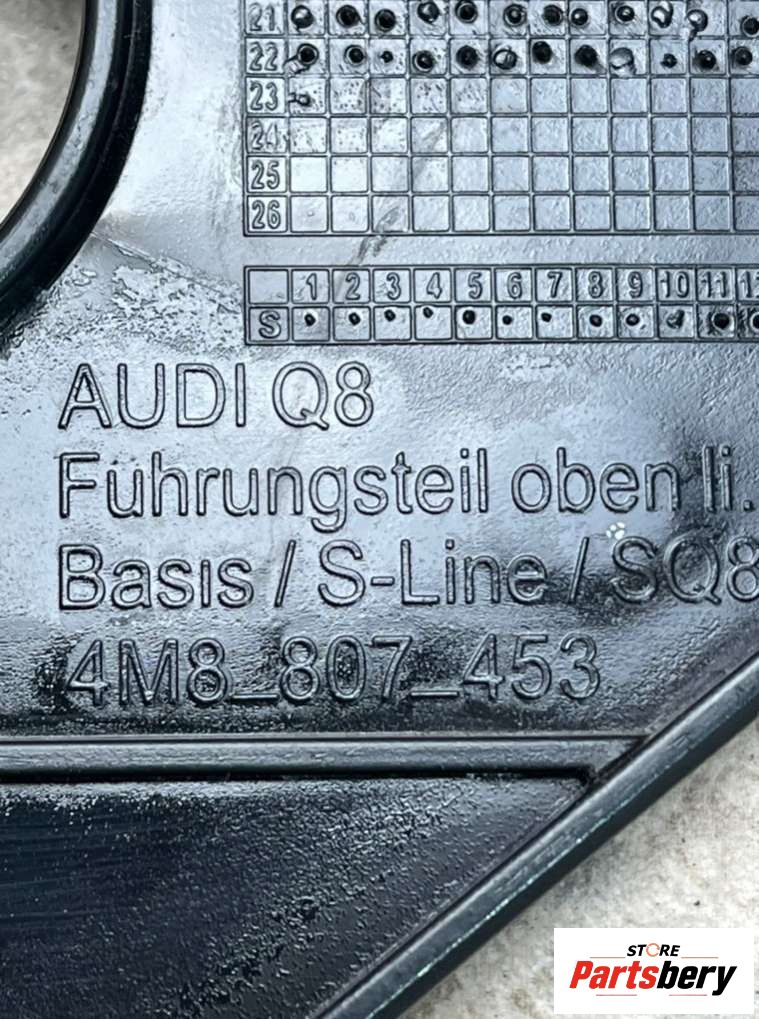 21
22
23
24
25
26
1 2 3 4 5 6 7 8 9 10 11
S
AUDI Q8
Führungsteil oben li.
Basis / S-Line / SQ8
4M8_807_453
STORE
Partsbery